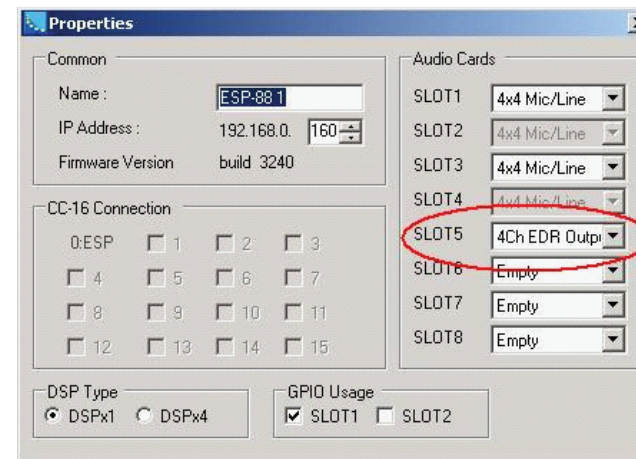 Properties
Common
Name :
ESP-88 1
IP Address :
192.168.0.
160
Firmware Version
build 3240
CC-16 Connection
0:ESP
1
2
3
4
5
6
7
8
9
10
11
12
13
14
15
DSP Type
DSPx1
DSPx4
GPIO Usage
SLOT1
SLOT2
Audio Cards
SLOT1
4x4 Mic/Line
SLOT2
4x4 Mic/Line
SLOT3
4x4 Mic/Line
SLOT4
4x4 Mic/Line
SLOT5
4Ch EDR Outp
SLOT6
Empty
SLOT7
Empty
SLOT8
Empty